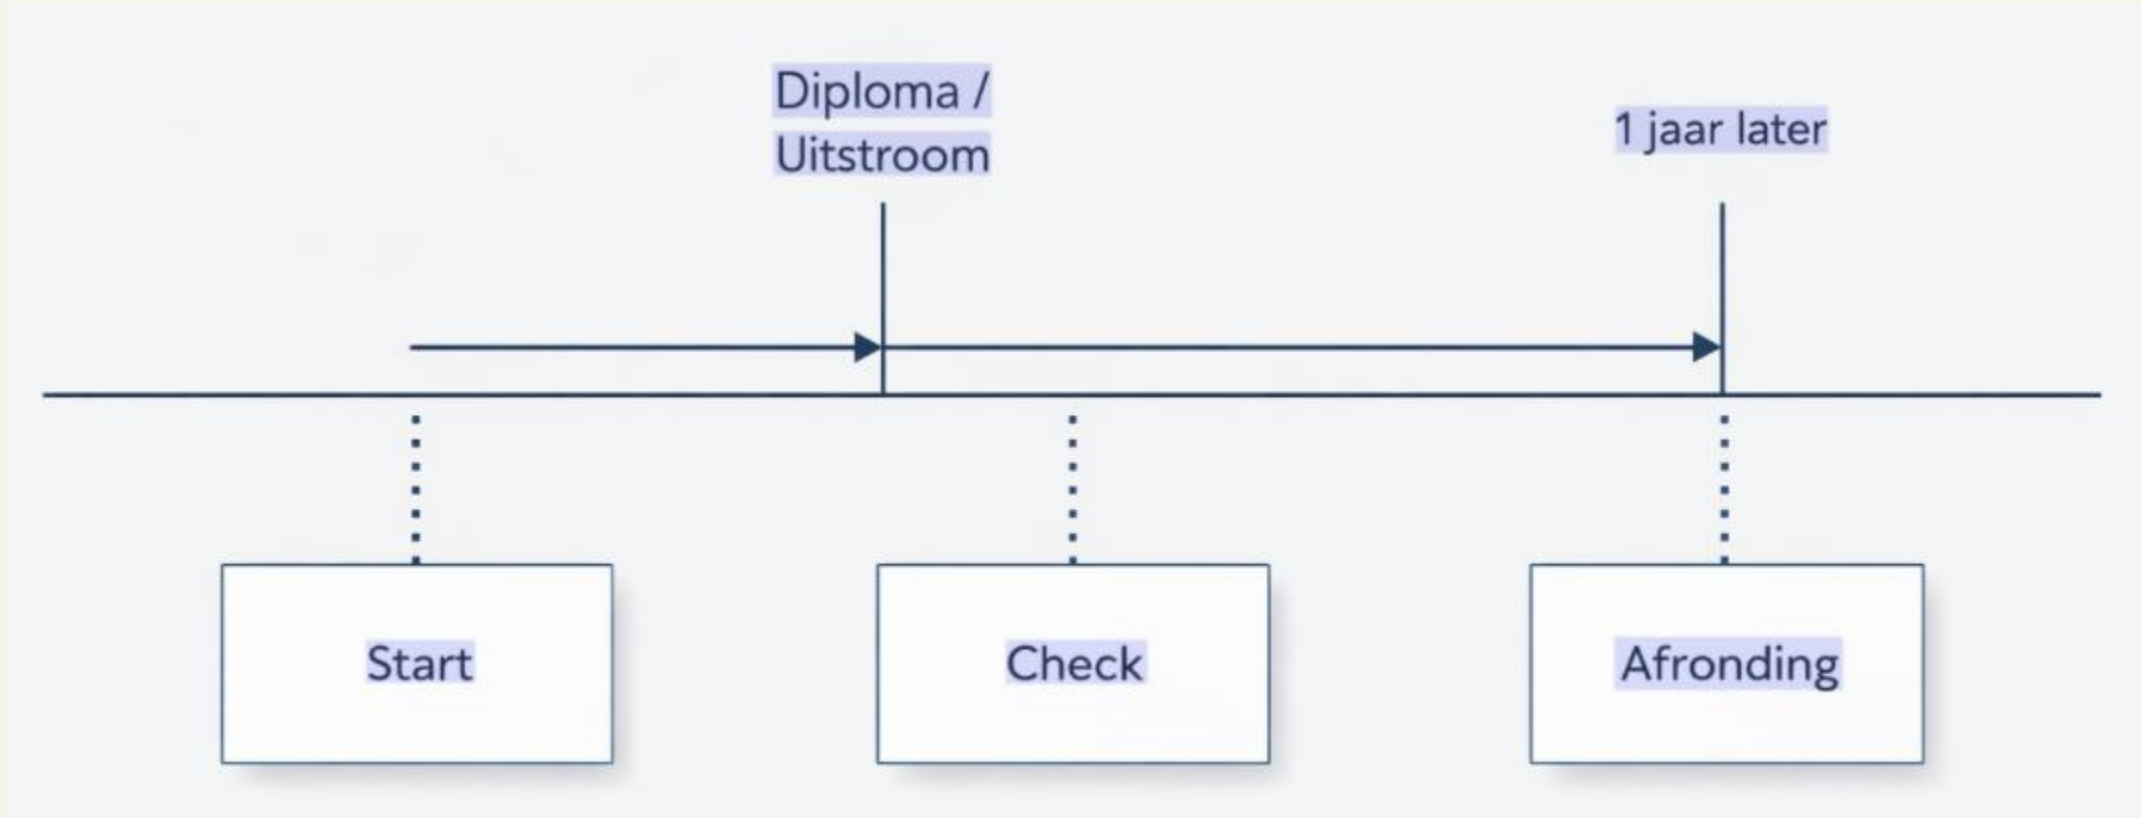 Diploma /
Uitstroom
1 jaar later
Start
Check
Afronding